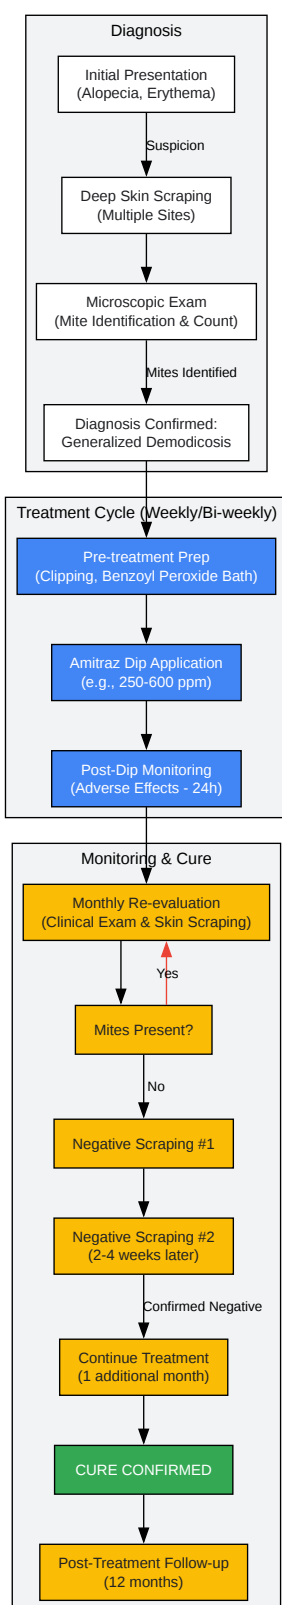 Diagnosis
Initial Presentation
(Alopecia, Erythema)
Suspicion
Deep Skin Scraping
(Multiple Sites)
Microscopic Exam
(Mite Identification & Count)
Mites Identified
Diagnosis Confirmed:
Generalized Demodicosis
Treatment Cycle (Weekly/Bi-weekly)
Pre-treatment Prep
(Clipping, Benzoyl Peroxide Bath)
Amitraz Dip Application
(e.g., 250-600 ppm)
Post-Dip Monitoring
(Adverse Effects - 24h)
Monitoring & Cure
Monthly Re-evaluation
(Clinical Exam & Skin Scraping)
Yes
Mites Present?
No
Negative Scraping #1
Negative Scraping #2
(2-4 weeks later)
Confirmed Negative
Continue Treatment
(1 additional month)
CURE CONFIRMED
Post-Treatment Follow-up
(12 months)